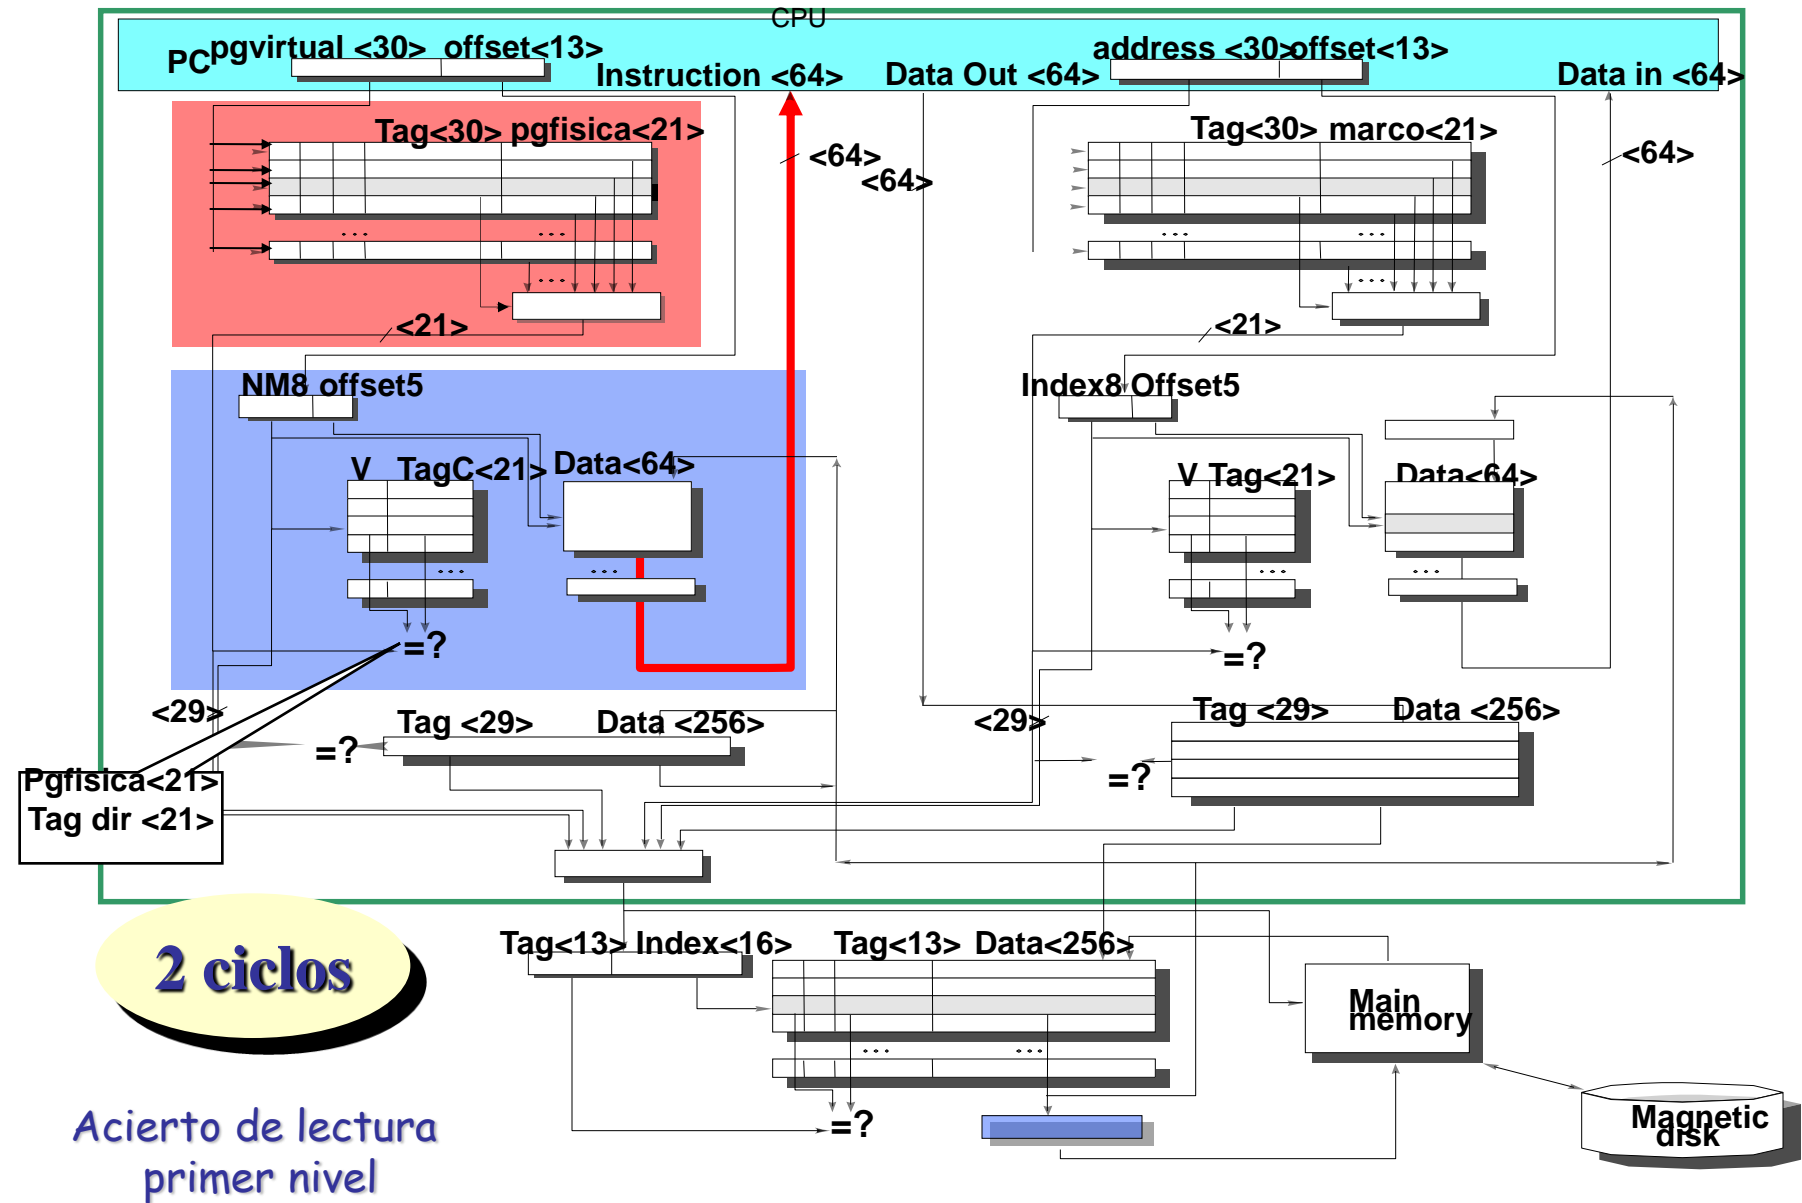 CPU
PC pgvirtual <30> offset<13>
Instruction <64>
Data Out <64>
address <30> offset<13>
Data in <64>
Tag<30> pgfisica<21>
<64>
<64>
Tag<30> marco<21>
<64>
<21>
<21>
NM8 offset5
Index8 Offset5
V TagC<21> Data<64>
V Tag<21> Data<64>
...
=?
=?
<29>
Tag <29> Data <256>
=?
<29>
Tag <29> Data <256>
=?
Pgfisica<21>
Tag dir <21>
2 ciclos
Tag<13> Index<16>
Tag<13> Data<256>
=?
Main
memory
Magnetic
disk
Acierto de lectura
primer nivel